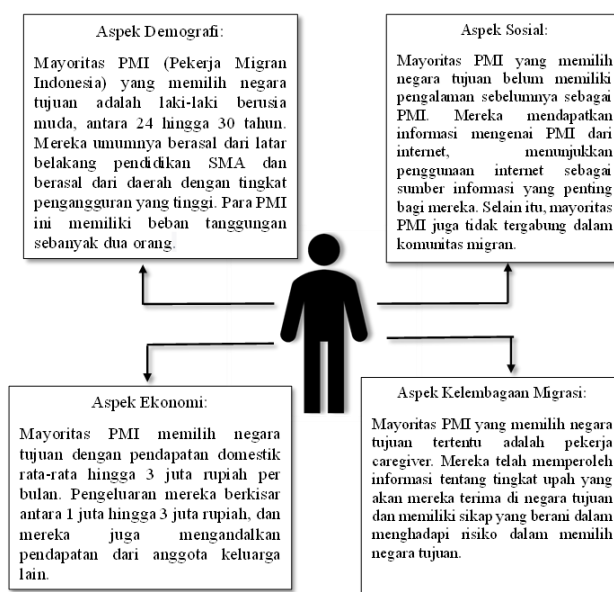 Aspek Demografi:
Mayoritas PMI (Pekerja Migran
Indonesia) yang memilih negara
tujuan adalah laki-laki berusia
muda, antara 24 hingga 30 tahun.
Mereka umumnya berasal dari latar
belakang pendidikan SMA dan
berasal dari daerah dengan tingkat
pengangguran yang tinggi. Para PMI
ini memiliki beban tanggungan
sebanyak dua orang.
Aspek Sosial:
Mayoritas PMI yang memilih
negara tujuan belum memiliki
pengalaman sebelumnya sebagai
PMI. Mereka mendapatkan
informasi mengenai PMI dari
internet, menunjukkan
penggunaan internet sebagai
sumber informasi yang penting
bagi mereka. Selain itu, mayoritas
PMI juga tidak tergabung dalam
komunitas migran.
Aspek Ekonomi:
Mayoritas PMI memilih negara
tujuan dengan pendapatan domestik
rata-rata hingga 3 juta rupiah per
bulan. Pengeluaran mereka berkisar
antara 1 juta hingga 3 juta rupiah, dan
mereka juga mengandalkan
pendapatan dari anggota keluarga
lain.
Aspek Kelembagaan Migrasi:
Mayoritas PMI yang memilih negara
tujuan tertentu adalah pekerja
caregiver. Mereka telah memperoleh
informasi tentang tingkat upah yang
akan mereka terima di negara tujuan
dan memiliki sikap yang berani dalam
menghadapi risiko dalam memilih
negara tujuan.